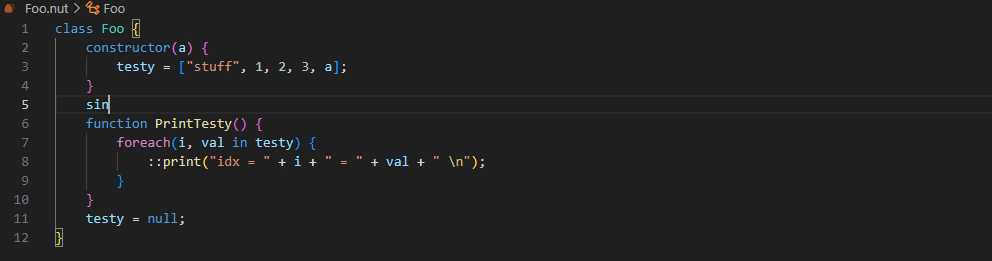 Foo.nut > Foo
1 class Foo {
2     constructor(a) {
3         testy = ["stuff", 1, 2, 3, a];
4     }
5     sin
6     function PrintTesty() {
7         foreach(i, val in testy) {
8             ::print("idx = " + i + " = " + val + " \n");
9         }
10     }
11     testy = null;
12 }